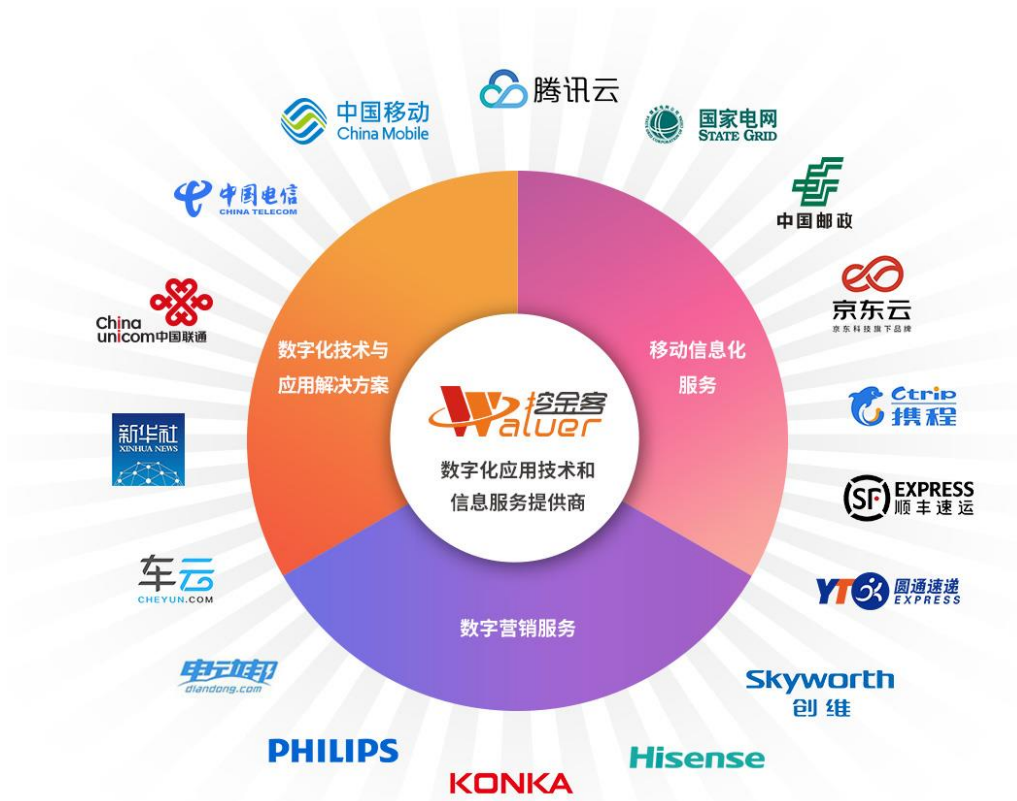 腾讯云
中国移动
China Mobile
国家电网
STATE GRID
中国电信
CHINA TELECOM
中国邮政
China
unicom中国联通
京东云
京东科技旗下品牌
数字化技术与
应用解决方案
移动信息化
服务
Waluer
挖金客
数字化应用技术和
信息服务提供商
Ctrip
携程
新华社
XINHUA NEWS
SF EXPRESS
顺丰速运
车云
CHEYUN.COM
YTO 圆通速递
EXPRESS
数字营销服务
电动邦
diandong.com
Skyworth
创维
PHILIPS
Hisense
KONKA